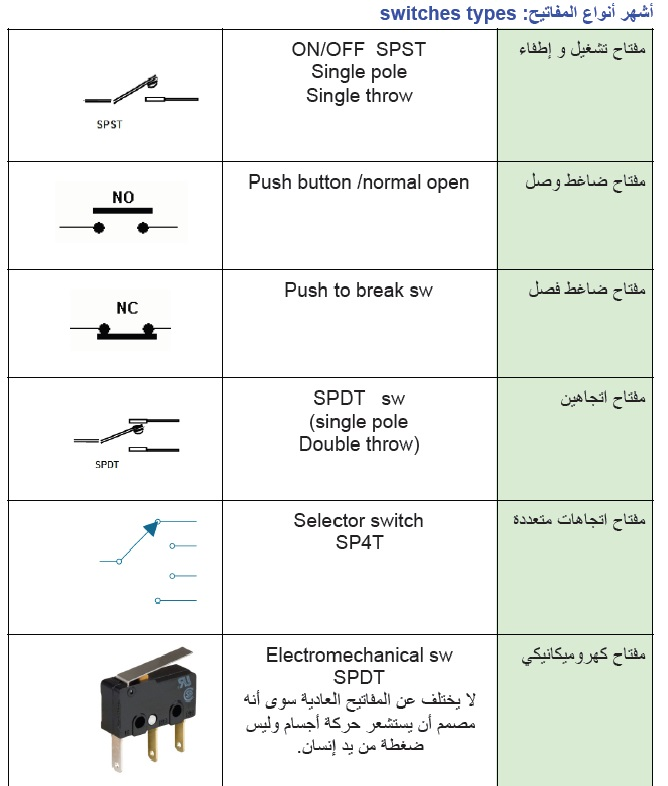 أشهر أنواع المفاتيح: switches types
مفتاح تشغيل و إطفاء
ON/OFF SPST
Single pole
Single throw
SPST
مفتاح ضاغط وصل
Push button /normal open
NO
مفتاح ضاغط فصل
Push to break sw
NC
مفتاح اتجاهين
SPDT sw
(single pole
Double throw)
SPDT
مفتاح اتجاهات متعددة
Selector switch
SP4T
مفتاح كهروميكانيكي
Electromechanical sw
SPDT
لا يختلف عن المفاتيح العادية سوى أنه
مصمم أن يستشعر حركة أجسام وليس
ضغطة من يد إنسان.